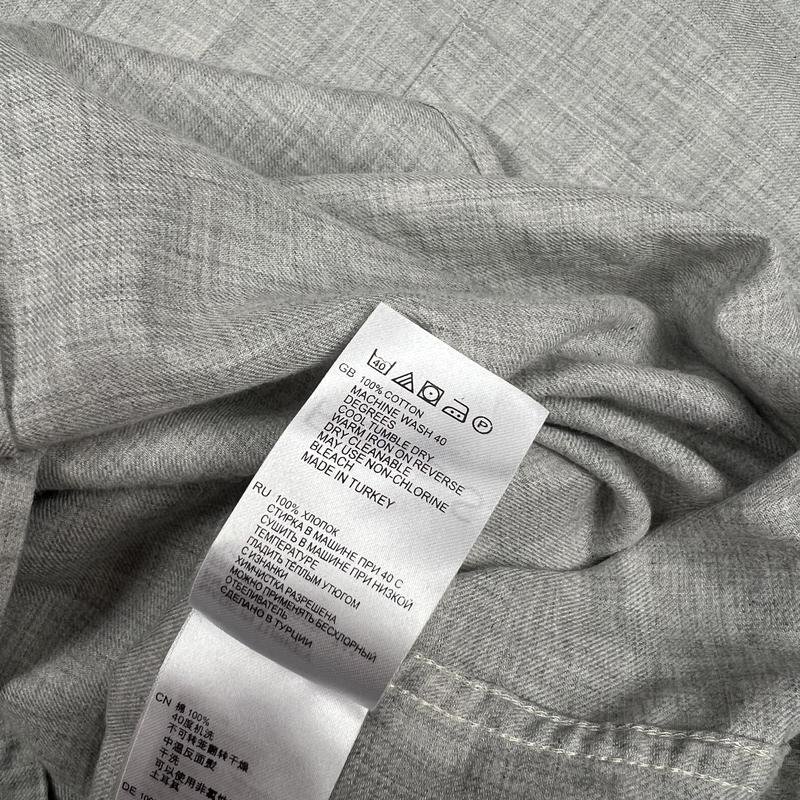 40
P
GB 100% COTTON
MACHINE WASH 40
DEGREES
COOL TUMBLE DRY
WARM IRON ON REVERSE
DRY CLEANABLE
MAY USE NON-CHLORINE
BLEACH
MADE IN TURKEY
RU 100% ХЛОПОК
СТИРКА В МАШИНЕ ПРИ 40 С
СУШИТЬ В МАШИНЕ ПРИ НИЗКОЙ
ТЕМПЕРАТУРЕ
ГЛАДИТЬ ТЁПЛЫМ УТЮГОМ
С ИЗНАНКИ
ХИМЧИСТКА РАЗРЕШЕНА
МОЖНО ПРИМЕНЯТЬ БЕСХЛОРНЫЙ
ОТБЕЛИВАТЕЛЬ
СДЕЛАНО В ТУРЦИИ
CN 棉 100%
40度机洗
不可转笼翻转干燥
中温反面熨
干洗
可以使用非氯性
土耳其
DE 100